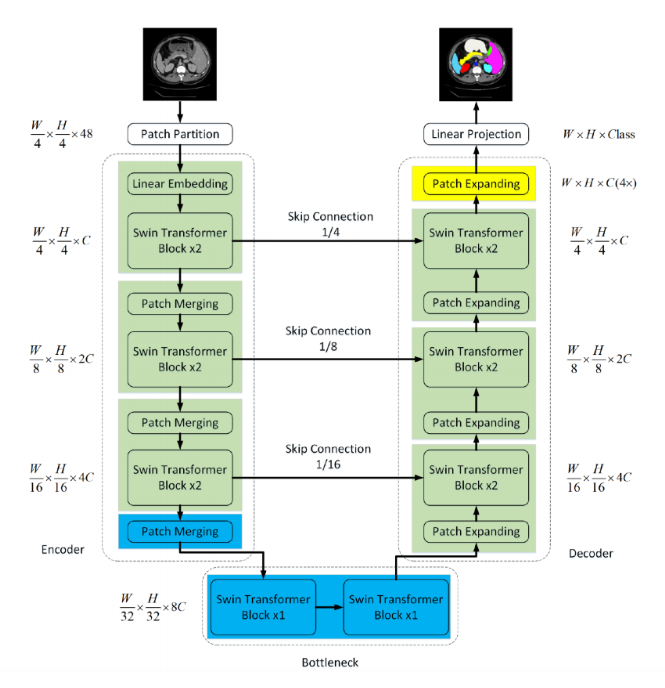 W/4 × H/4 × 48
Patch Partition
Linear Projection
W × H × Class
Linear Embedding
Patch Expanding
W × H × C(4×)
W/4 × H/4 × C
Swin Transformer
Block x2
Skip Connection
1/4
Swin Transformer
Block x2
W/4 × H/4 × C
Patch Merging
Patch Expanding
W/8 × H/8 × 2C
Swin Transformer
Block x2
Skip Connection
1/8
Swin Transformer
Block x2
W/8 × H/8 × 2C
Patch Merging
Patch Expanding
W/16 × H/16 × 4C
Swin Transformer
Block x2
Skip Connection
1/16
Swin Transformer
Block x2
W/16 × H/16 × 4C
Patch Merging
Patch Expanding
Encoder
Decoder
W/32 × H/32 × 8C
Swin Transformer
Block x1
Swin Transformer
Block x1
Bottleneck